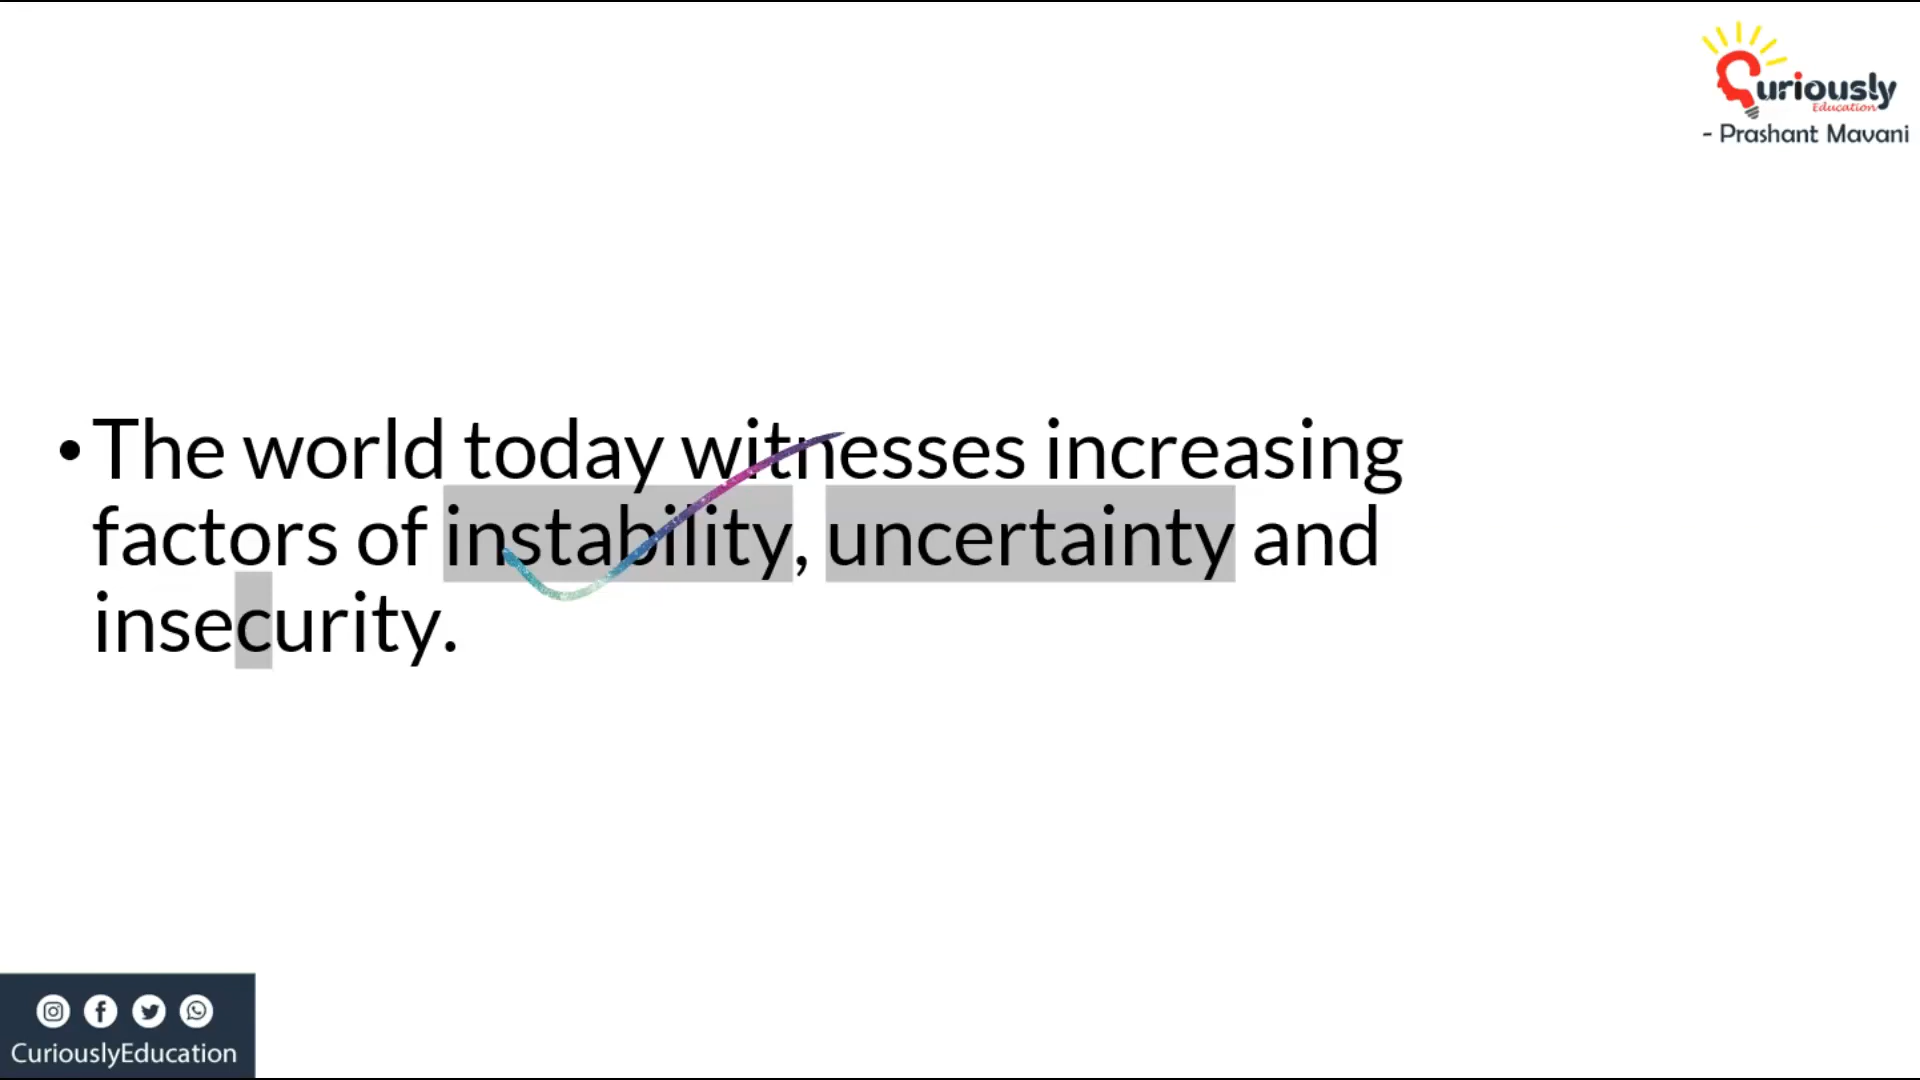 Curiously
Education
- Prashant Mavani
• The world today witnesses increasing
factors of instability, uncertainty and
insecurity.
CuriouslyEducation